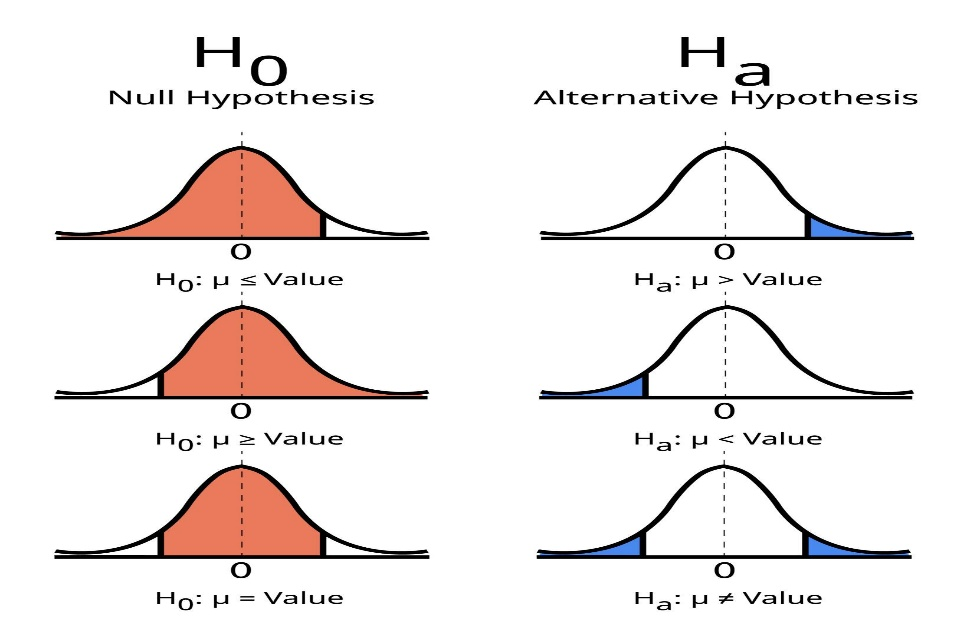 H0 Ha
Null Hypothesis Alternative Hypothesis
0 0
H0: μ ≤ Value Ha: μ > Value
0 0
H0: μ ≥ Value Ha: μ < Value
0 0
H0: μ = Value Ha: μ ≠ Value